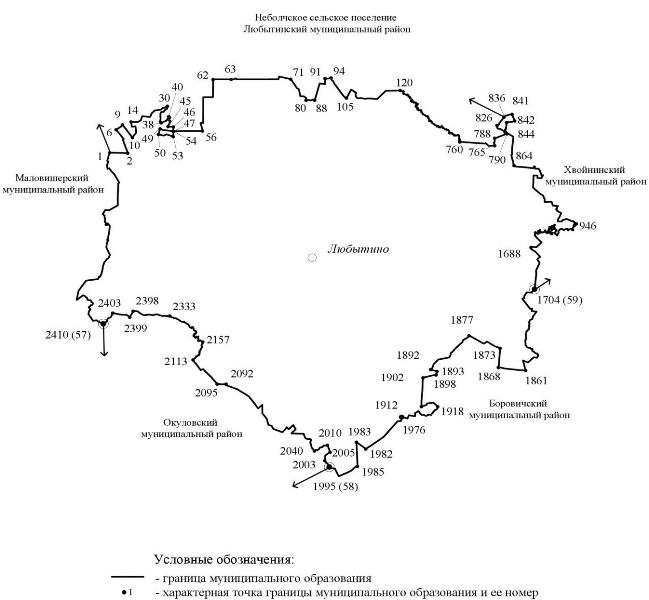 Неболчское сельское поселение
Любытинский муниципальный район
62 63 71 91 94 120
40
30 45
46
47
9 14 38
6
10 49 50 54 56
53
80 88 105
836 841
826 842
788 844
760 765 790 864
1 2
Маловишерский
муниципальный район
Хвойнинский
муниципальный район
946
1688
Любытино
1704 (59)
2403 2398 2333
2410 (57) 2399
2157
2113
2095 2092
1877
1892 1873
1893
1902 1898 1868 1861
1912 1918
Боровичский
муниципальный район
1976
Окуловский
муниципальный район
2010 1983
2040 2005 1982
2003 1985
1995 (58)
Условные обозначения:
- граница муниципального образования
1 - характерная точка границы муниципального образования и ее номер